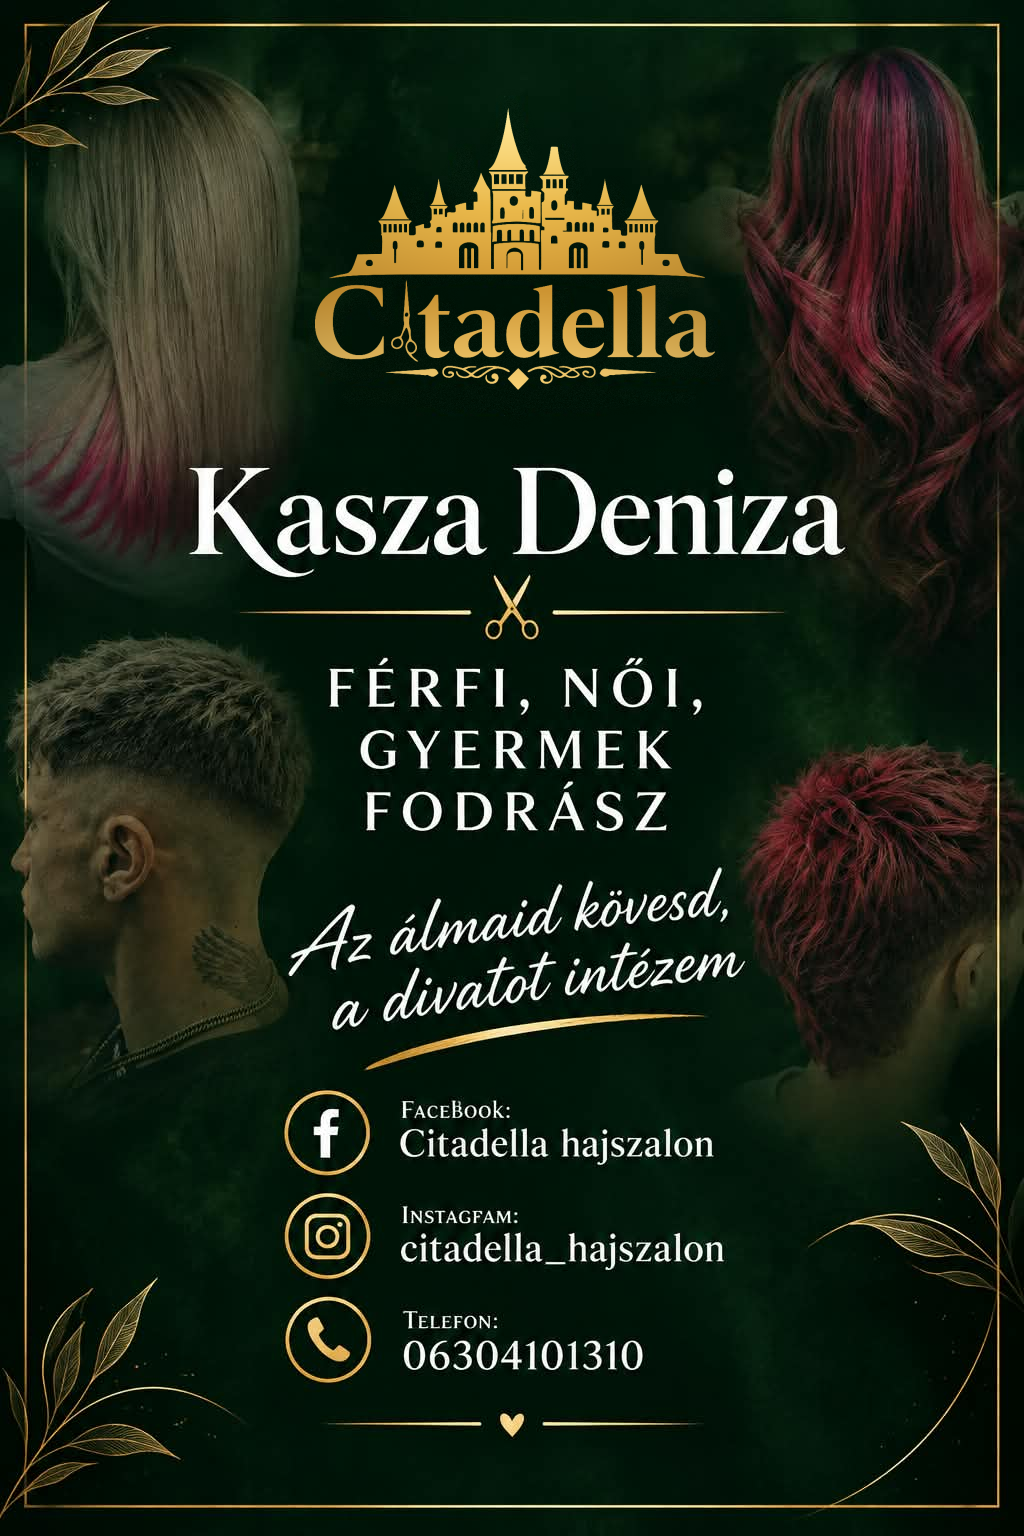 Citadella
Kasza Deniza
FÉRFI, NŐI,
GYERMEK
FODRÁSZ
Az álmaid kövesd,
a divatot intézem
FACEBOOK:
Citadella hajszalon
INSTAGFAM:
citadella_hajszalon
TELEFON:
06304101310